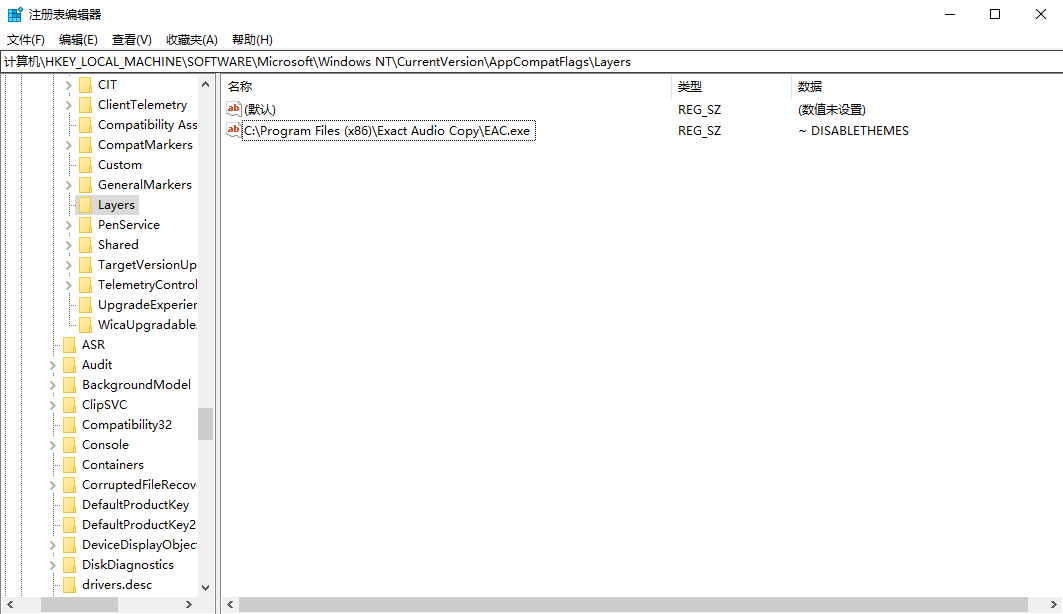 注册表编辑器
文件(F) 编辑(E) 查看(V) 收藏夹(A) 帮助(H)
计算机\HKEY_LOCAL_MACHINE\SOFTWARE\Microsoft\Windows NT\CurrentVersion\AppCompatFlags\Layers
CIT
ClientTelemetry
Compatibility Ass
CompatMarkers
Custom
GeneralMarkers
Layers
PenService
Shared
TargetVersionUp
TelemetryControl
UpgradeExperier
WicaUpgradable.
ASR
Audit
BackgroundModel
ClipSVC
Compatibility32
Console
Containers
CorruptedFileRecov
DefaultProductKey
DefaultProductKey2
DeviceDisplayObject
DiskDiagnostics
drivers.desc
名称 类型 数据
ab (默认) REG_SZ (数值未设置)
ab C:\Program Files (x86)\Exact Audio Copy\EAC.exe REG_SZ ~ DISABLETHEMES